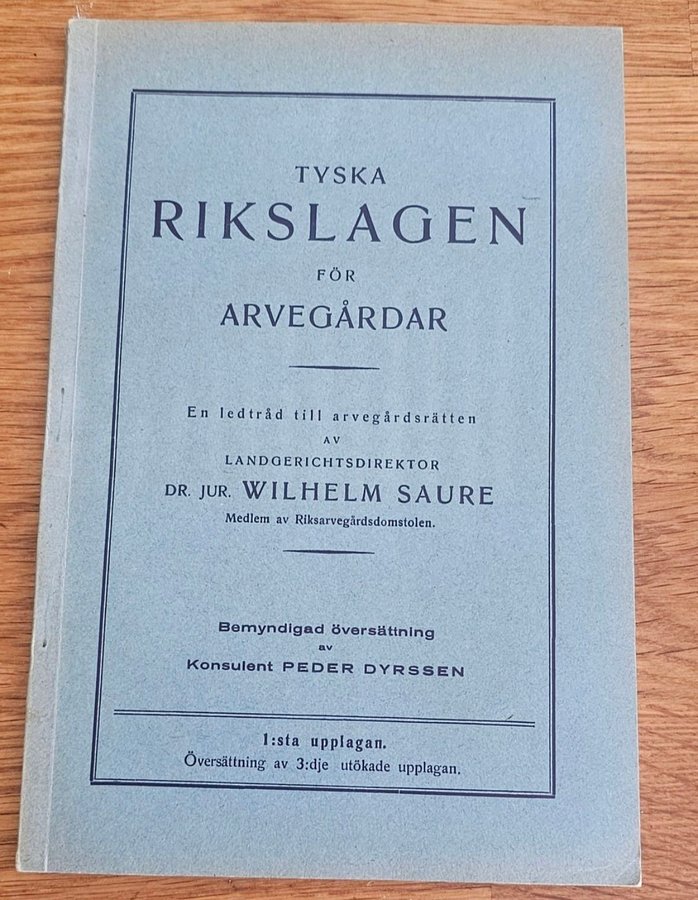 TYSKA
RIKSLAGEN
FÖR
ARVEGÅRDAR
En ledtråd till arvegårdsrätten
AV
LANDGERICHTSDIREKTOR
DR. JUR. WILHELM SAURE
Medlem av Riksarvegårdsdomstolen.
Bemyndigad översättning
av
Konsulent PEDER DYRSSEN
1:sta upplagan.
Översättning av 3:dje utökade upplagan.